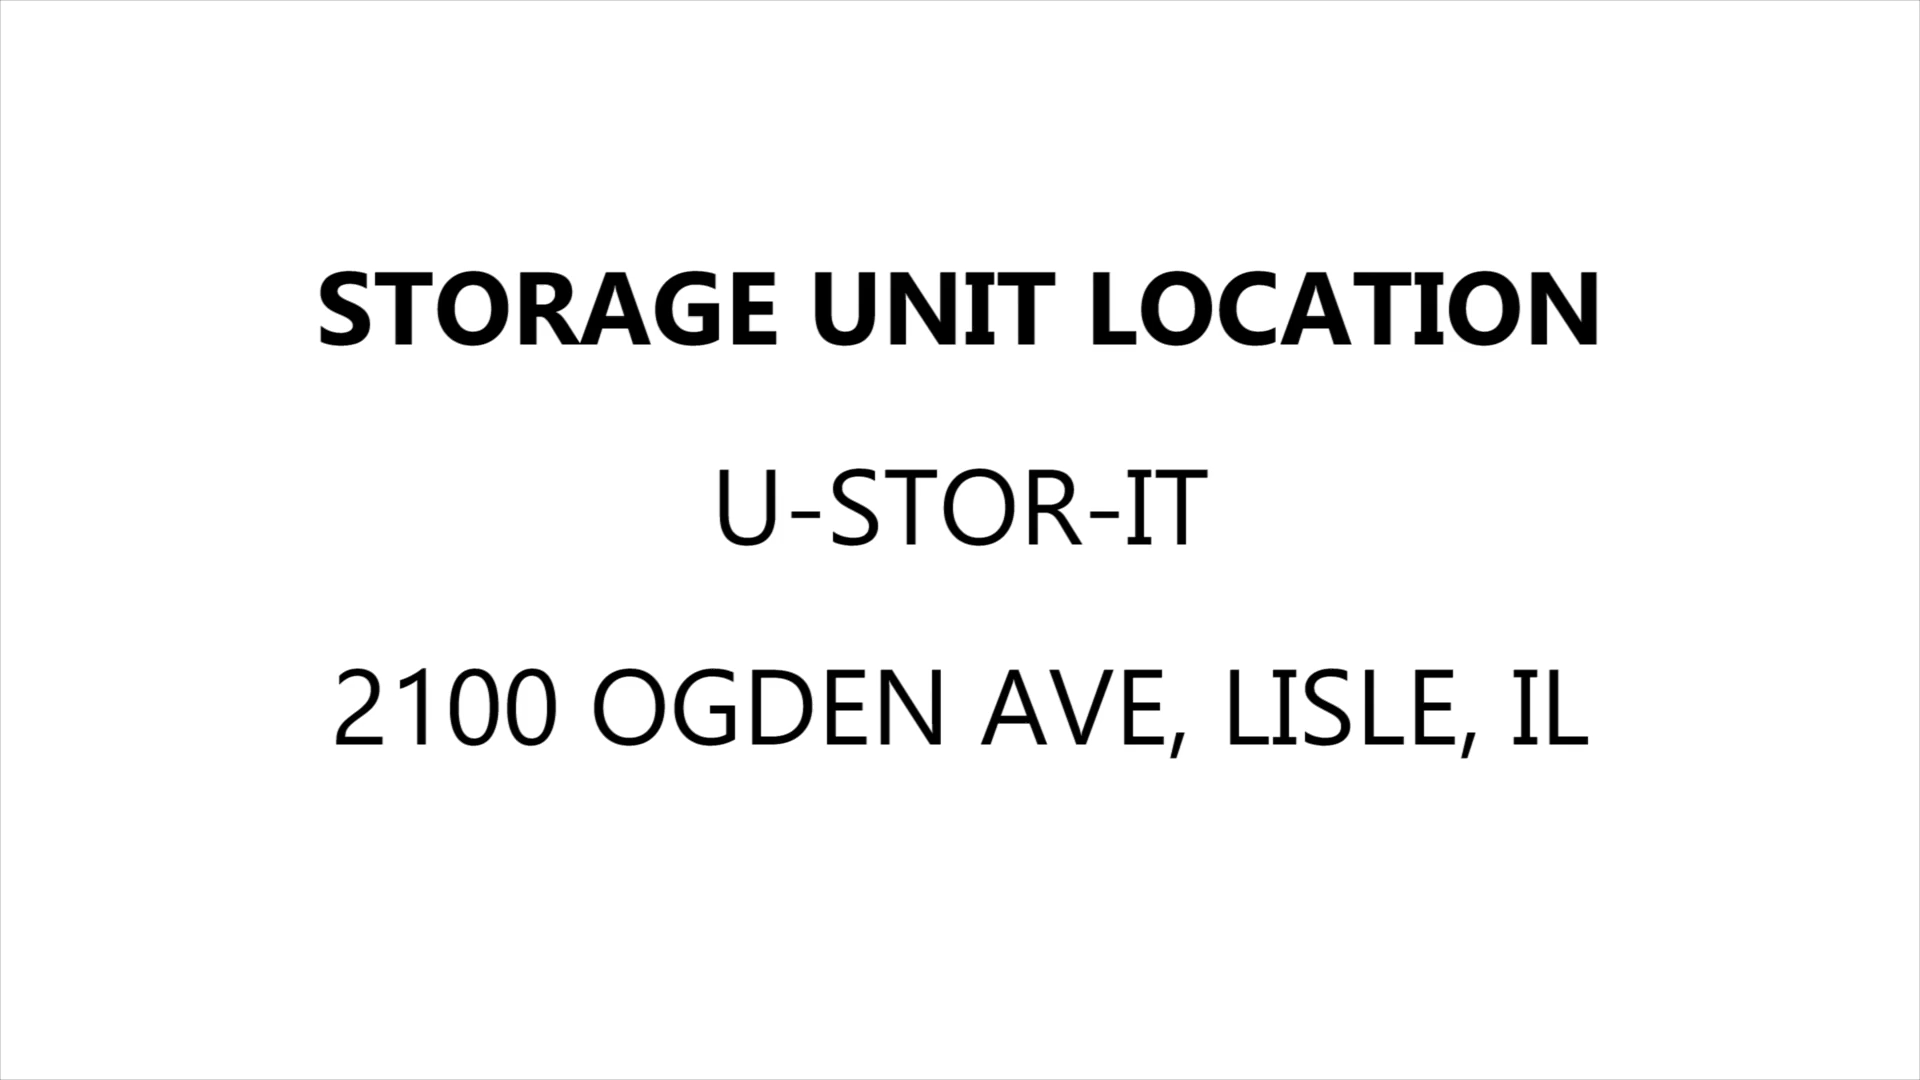 STORAGE UNIT LOCATION
U-STOR-IT
2100 OGDEN AVE, LISLE, IL